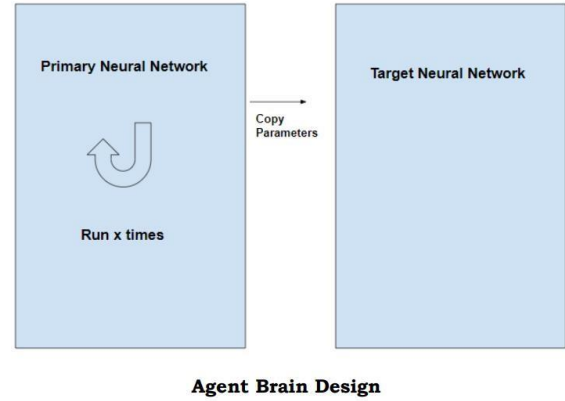 Primary Neural Network
Target Neural Network
Copy
Parameters
Run x times
Agent Brain Design